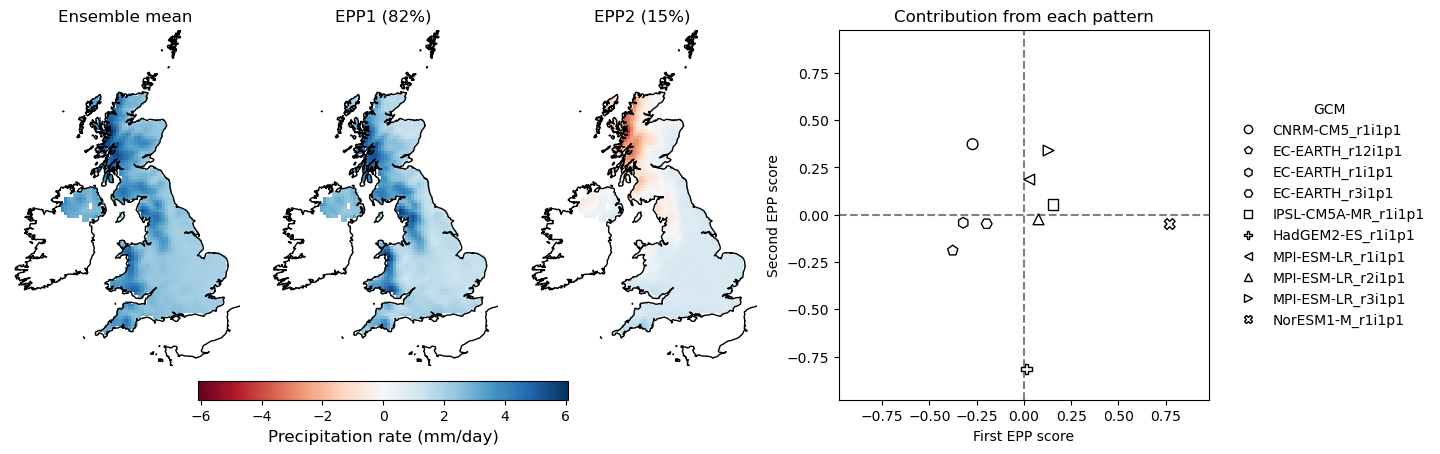 Ensemble mean
EPP1 (82%)
EPP2 (15%)
−6 −4 −2 0 2 4 6
Precipitation rate (mm/day)
Contribution from each pattern
Second EPP score
0.75
0.50
0.25
0.00
−0.25
−0.50
−0.75
−0.75 −0.50 −0.25 0.00 0.25 0.50 0.75
First EPP score
GCM
CNRM-CM5_r1i1p1
EC-EARTH_r12i1p1
EC-EARTH_r1i1p1
EC-EARTH_r3i1p1
IPSL-CM5A-MR_r1i1p1
HadGEM2-ES_r1i1p1
MPI-ESM-LR_r1i1p1
MPI-ESM-LR_r2i1p1
MPI-ESM-LR_r3i1p1
NorESM1-M_r1i1p1